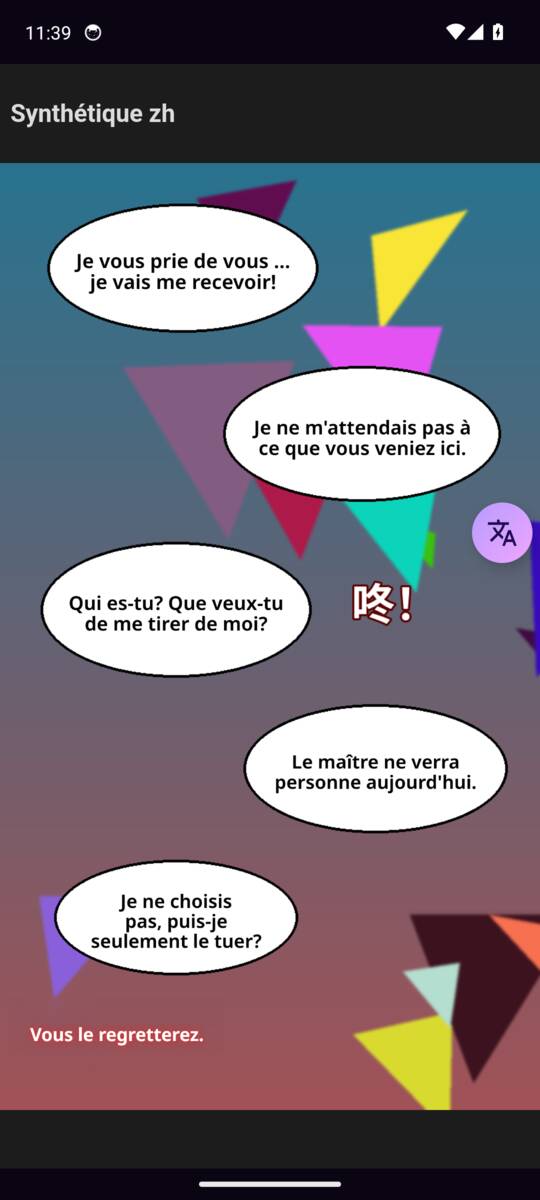 11:39
Synthétique zh
Je vous prie de vous ...
je vais me recevoir!
Je ne m'attendais pas à
ce que vous veniez ici.
Qui es-tu? Que veux-tu
de me tirer de moi?
咚!
Le maître ne verra
personne aujourd'hui.
Je ne choisis
pas, puis-je
seulement le tuer?
Vous le regretterez.